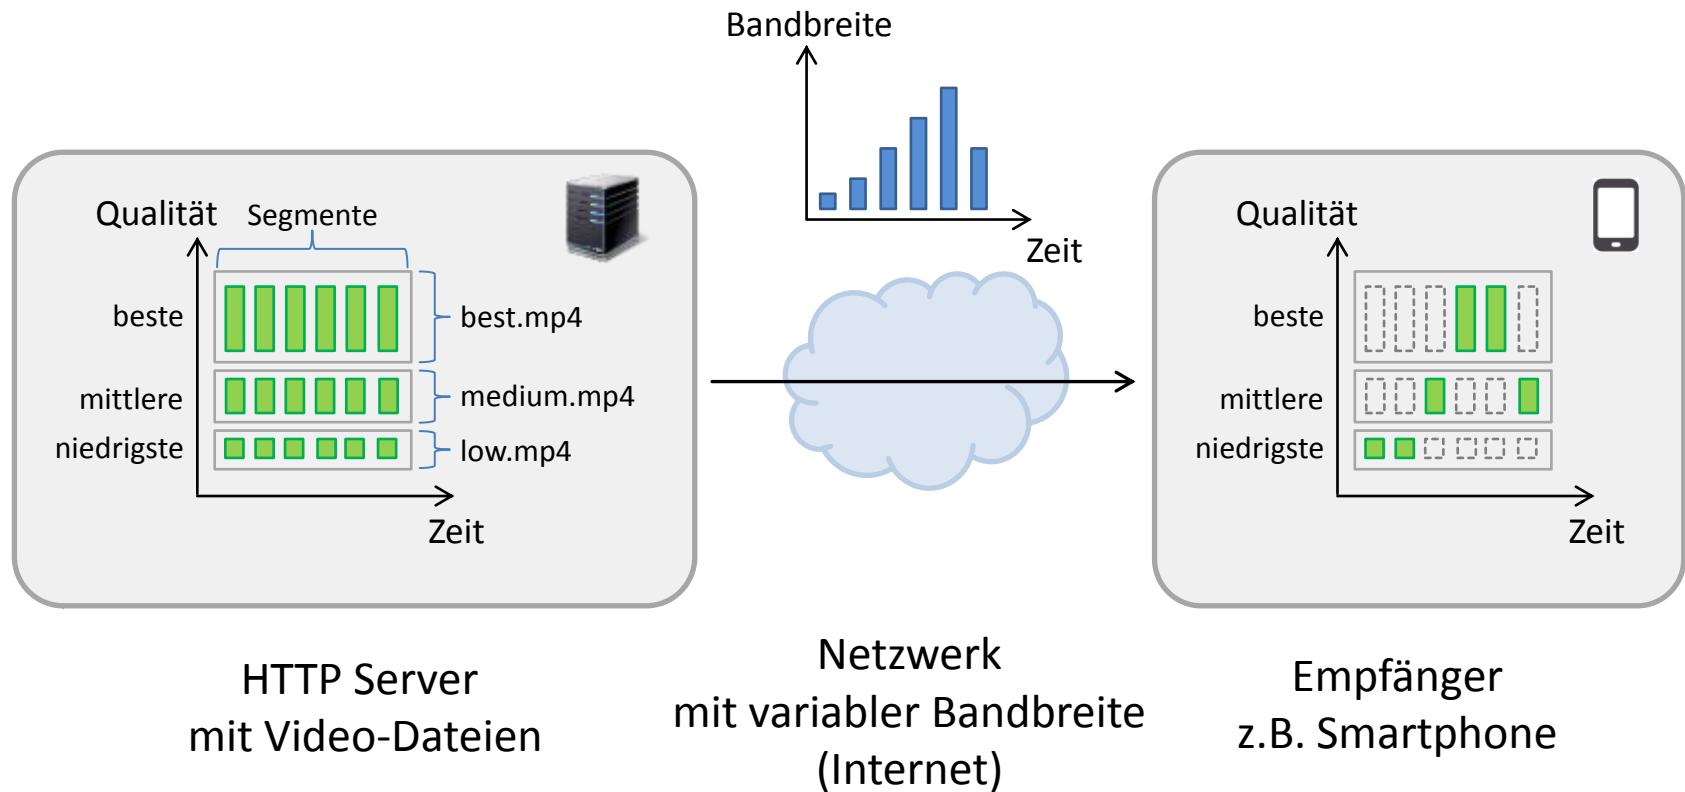 Bandbreite
Zeit
Qualität
Segmente
beste
best.mp4
mittlere
medium.mp4
niedrigste
low.mp4
Zeit
Qualität
beste
mittlere
niedrigste
Zeit
HTTP Server
mit Video-Dateien
Netzwerk
mit variabler Bandbreite
(Internet)
Empfänger
z.B. Smartphone